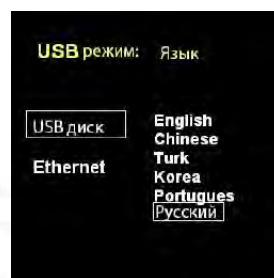 USB режим: Язык
USB диск
Ethernet
English
Chinese
Turk
Korea
Portugues
Русский